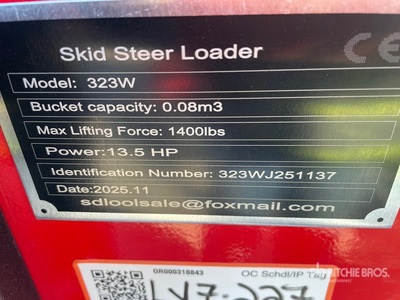 Skid Steer Loader
CE
Model: 323W
Bucket capacity: 0.08m3
Max Lifting Force: 1400lbs
Power:13.5 HP
Identification Number: 323WJ251137
Date:2025.11
sdloolsale@foxmail.com
OR000318843 OC Schdl/IP Tag
RITCHIE BROS.